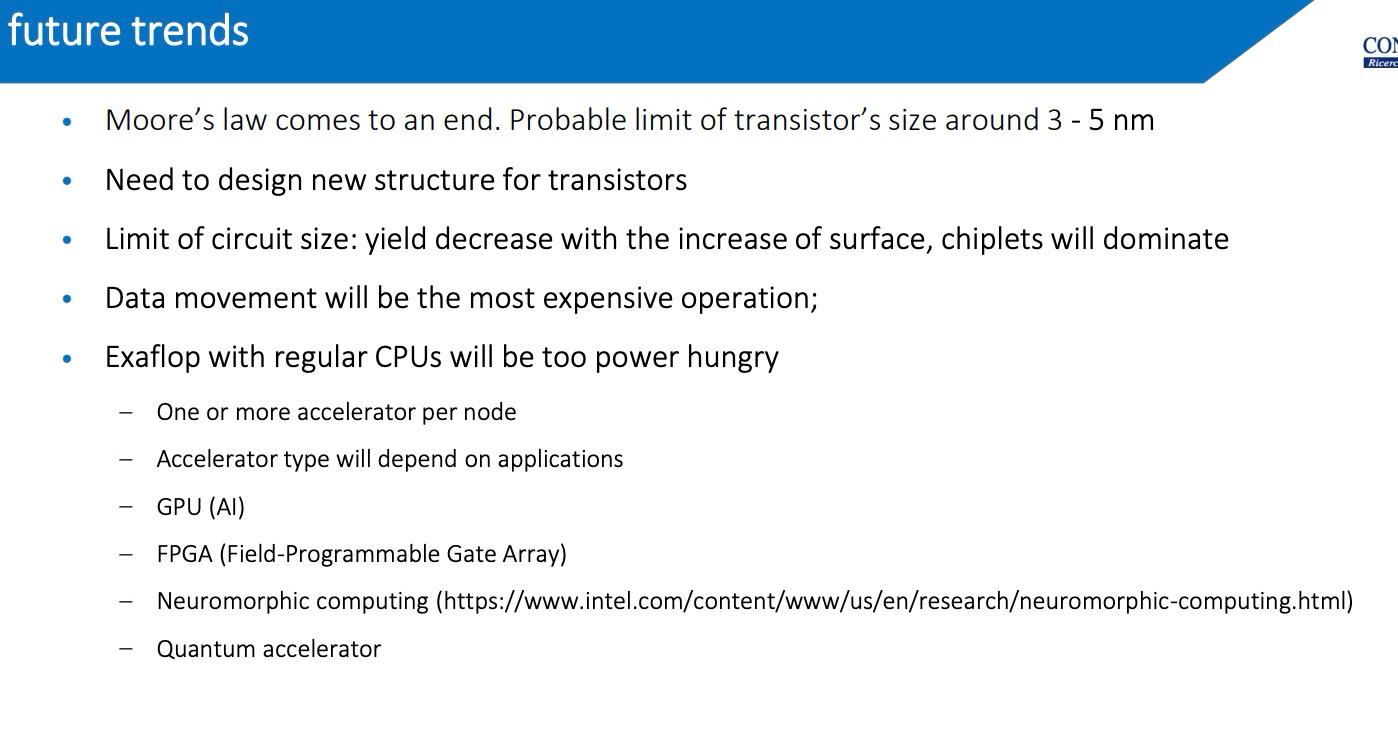 future trends
CON
Ricerc
• Moore’s law comes to an end. Probable limit of transistor’s size around 3 - 5 nm
• Need to design new structure for transistors
• Limit of circuit size: yield decrease with the increase of surface, chiplets will dominate
• Data movement will be the most expensive operation;
• Exaflop with regular CPUs will be too power hungry
– One or more accelerator per node
– Accelerator type will depend on applications
– GPU (AI)
– FPGA (Field-Programmable Gate Array)
– Neuromorphic computing (https://www.intel.com/content/www/us/en/research/neuromorphic-computing.html)
– Quantum accelerator